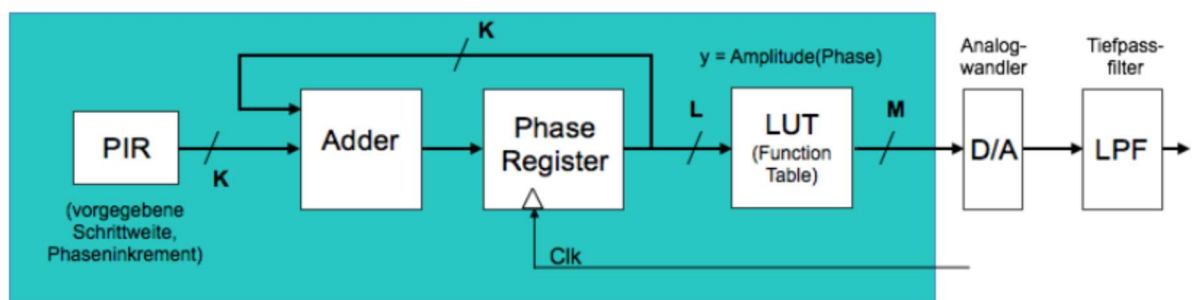 K
y = Amplitude(Phase)
Analog-
wandler
Tiefpass-
filter
PIR
K
(vorgegebene
Schrittweite,
Phaseninkrement)
Adder
Phase
Register
Clk
L
LUT
(Function
Table)
M
D/A
LPF